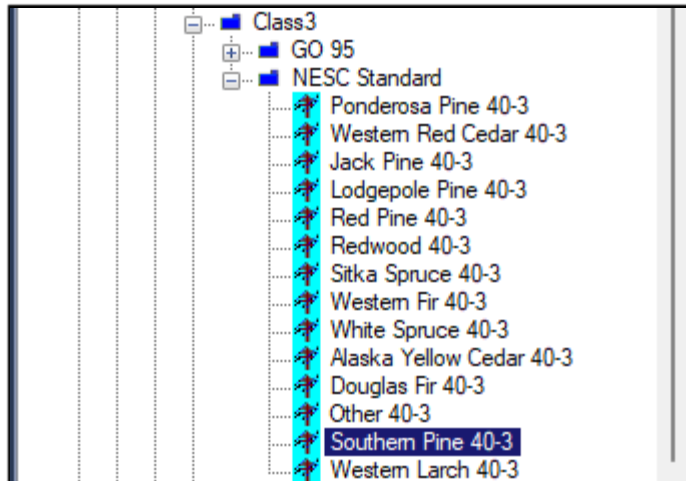 Class3
GO 95
NESC Standard
Ponderosa Pine 40-3
Western Red Cedar 40-3
Jack Pine 40-3
Lodgepole Pine 40-3
Red Pine 40-3
Redwood 40-3
Sitka Spruce 40-3
Western Fir 40-3
White Spruce 40-3
Alaska Yellow Cedar 40-3
Douglas Fir 40-3
Other 40-3
Southern Pine 40-3
Western Larch 40-3